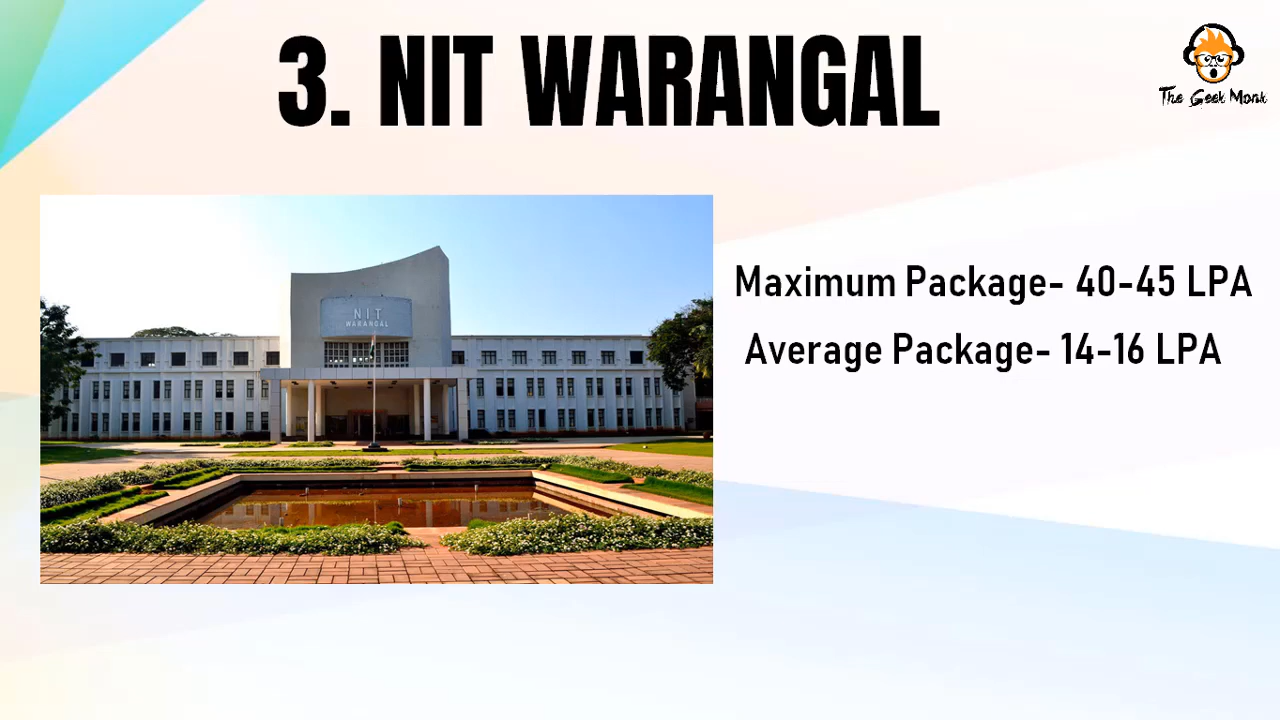 3. NIT WARANGAL
The Geek Monk
NIT
WARANGAL
Maximum Package- 40-45 LPA
Average Package- 14-16 LPA